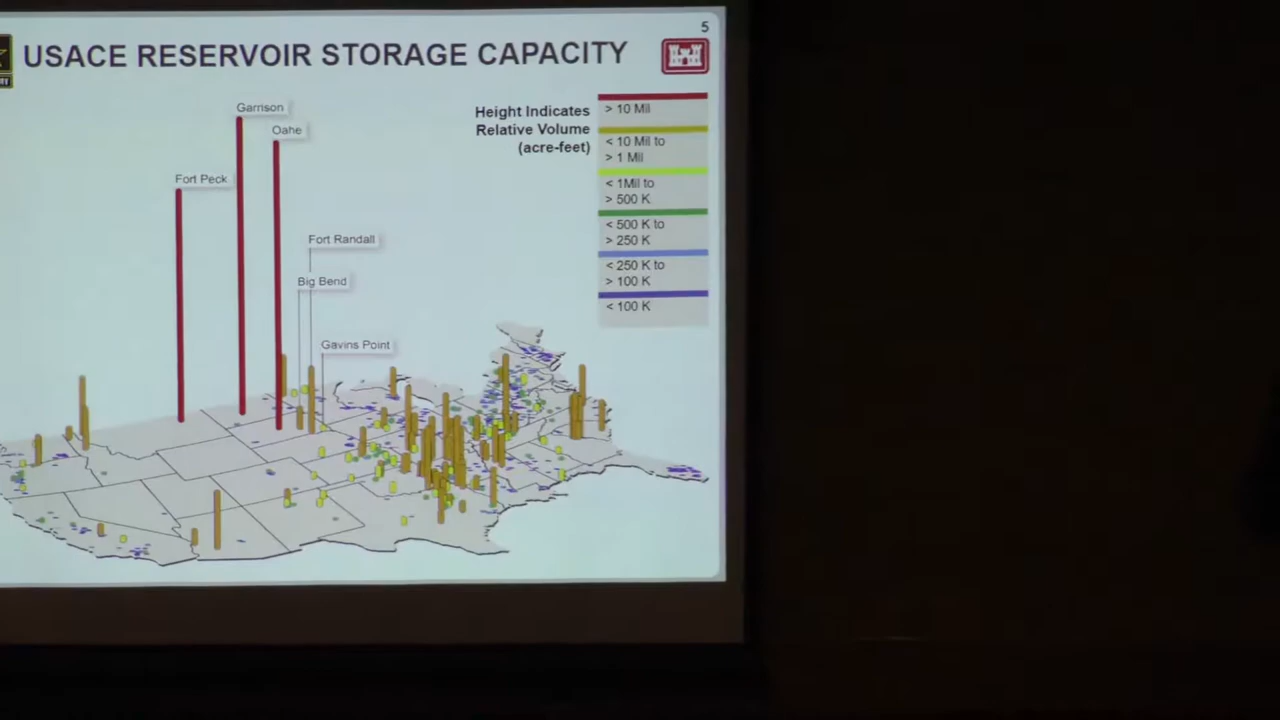 5
USACE RESERVOIR STORAGE CAPACITY
Garrison
Oahe
Fort Peck
Fort Randall
Big Bend
Gavins Point
Height Indicates
Relative Volume
(acre-feet)
> 10 Mil
< 10 Mil to
> 1 Mil
< 1Mil to
> 500 K
< 500 K to
> 250 K
< 250 K to
> 100 K
< 100 K